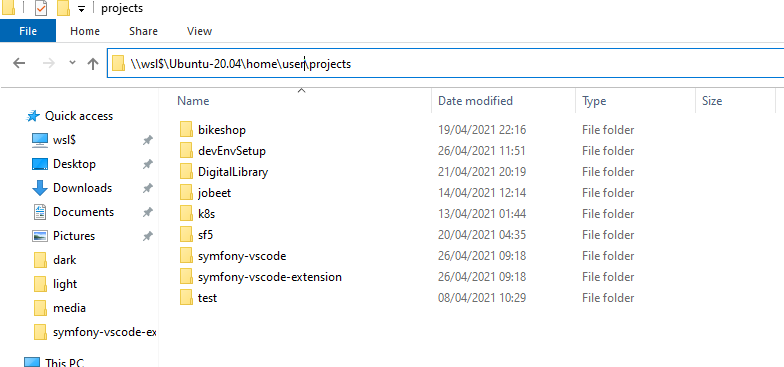 projects
File Home Share View
\\wsl$\Ubuntu-20.04\home\user\projects
Name Date modified Type Size
Quick access
wsl$
Desktop
Downloads
Documents
Pictures
dark
light
media
symfony-vscode-ex
This PC
bikeshop 19/04/2021 22:16 File folder
devEnvSetup 26/04/2021 11:51 File folder
DigitalLibrary 21/04/2021 20:19 File folder
jobeet 14/04/2021 12:14 File folder
k8s 13/04/2021 01:44 File folder
sf5 20/04/2021 04:35 File folder
symfony-vscode 26/04/2021 09:18 File folder
symfony-vscode-extension 26/04/2021 09:18 File folder
test 08/04/2021 10:29 File folder